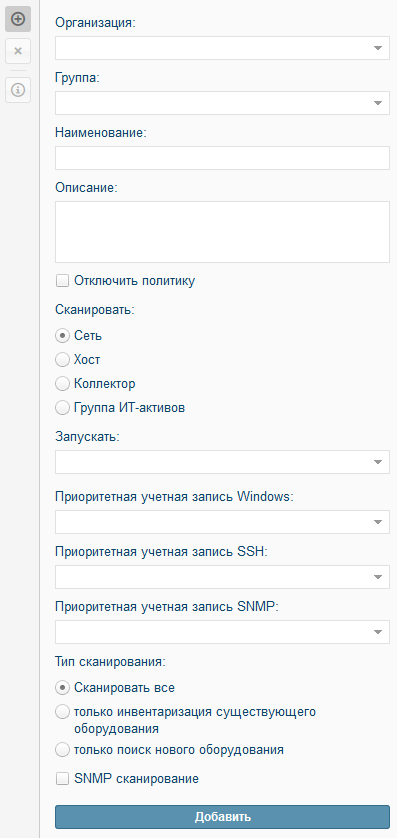 Организация:
Группа:
Наименование:
Описание:
Отключить политику
Сканировать:
Сеть
Хост
Коллектор
Группа ИТ-активов
Запускать:
Приоритетная учетная запись Windows:
Приоритетная учетная запись SSH:
Приоритетная учетная запись SNMP:
Тип сканирования:
Сканировать все
только инвентаризация существующего
оборудования
только поиск нового оборудования
SNMP сканирование
Добавить